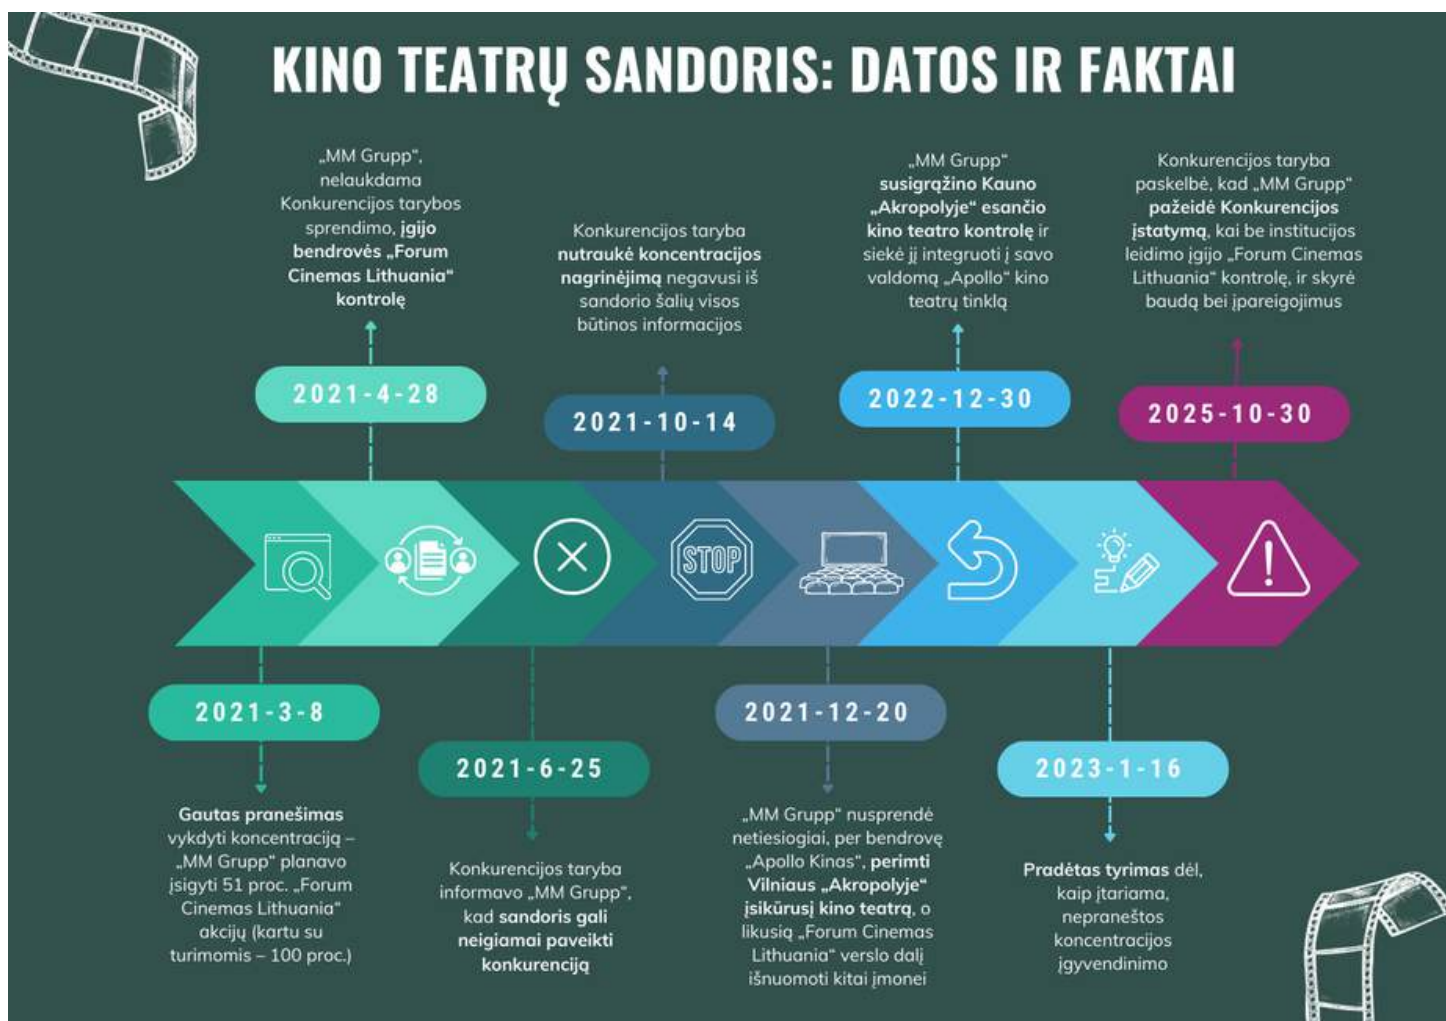 KINO TEATRŲ SANDORIS: DATOS IR FAKTAI
„MM Grupp“,
nelaukdama
Konkurencijos tarybos
sprendimo, įgijo
bendrovės „Forum
Cinemas Lithuania“
kontrolę
2021-4-28
Konkurencijos taryba
nutraukė koncentracijos
nagrinėjimą negavusi iš
sandorio šalių visos
būtinos informacijos
2021-10-14
„MM Grupp“
susigrąžino Kauno
„Akropolyje“ esančio
kino teatro kontrolę ir
siekė jį integruoti į savo
valdomą „Apollo“ kino
teatrų tinklą
2022-12-30
Konkurencijos taryba
paskelbė, kad „MM Grupp“
pažeidė Konkurencijos
įstatymą, kai be institucijos
leidimo įgijo „Forum Cinemas
Lithuania“ kontrolę, ir skyrė
baudą bei įpareigojimus
2025-10-30
STOP
2021-3-8
Gautas pranešimas
vykdyti koncentraciją –
„MM Grupp“ planavo
įsigyti 51 proc. „Forum
Cinemas Lithuania“
akcijų (kartu su
turimomis – 100 proc.)
2021-6-25
Konkurencijos taryba
informavo „MM Grupp“,
kad sandoris gali
neigiamai paveikti
konkurenciją
2021-12-20
„MM Grupp“ nusprendė
netiesiogiai, per bendrovę
„Apollo Kinas“, perimti
Vilniaus „Akropolyje“
įsikūrusį kino teatrą, o
likusią „Forum Cinemas
Lithuania“ verslo dalį
išnuomoti kitai įmonei
2023-1-16
Pradėtas tyrimas dėl,
kaip įtariama,
nepraneštos
koncentracijos
įgyvendinimo